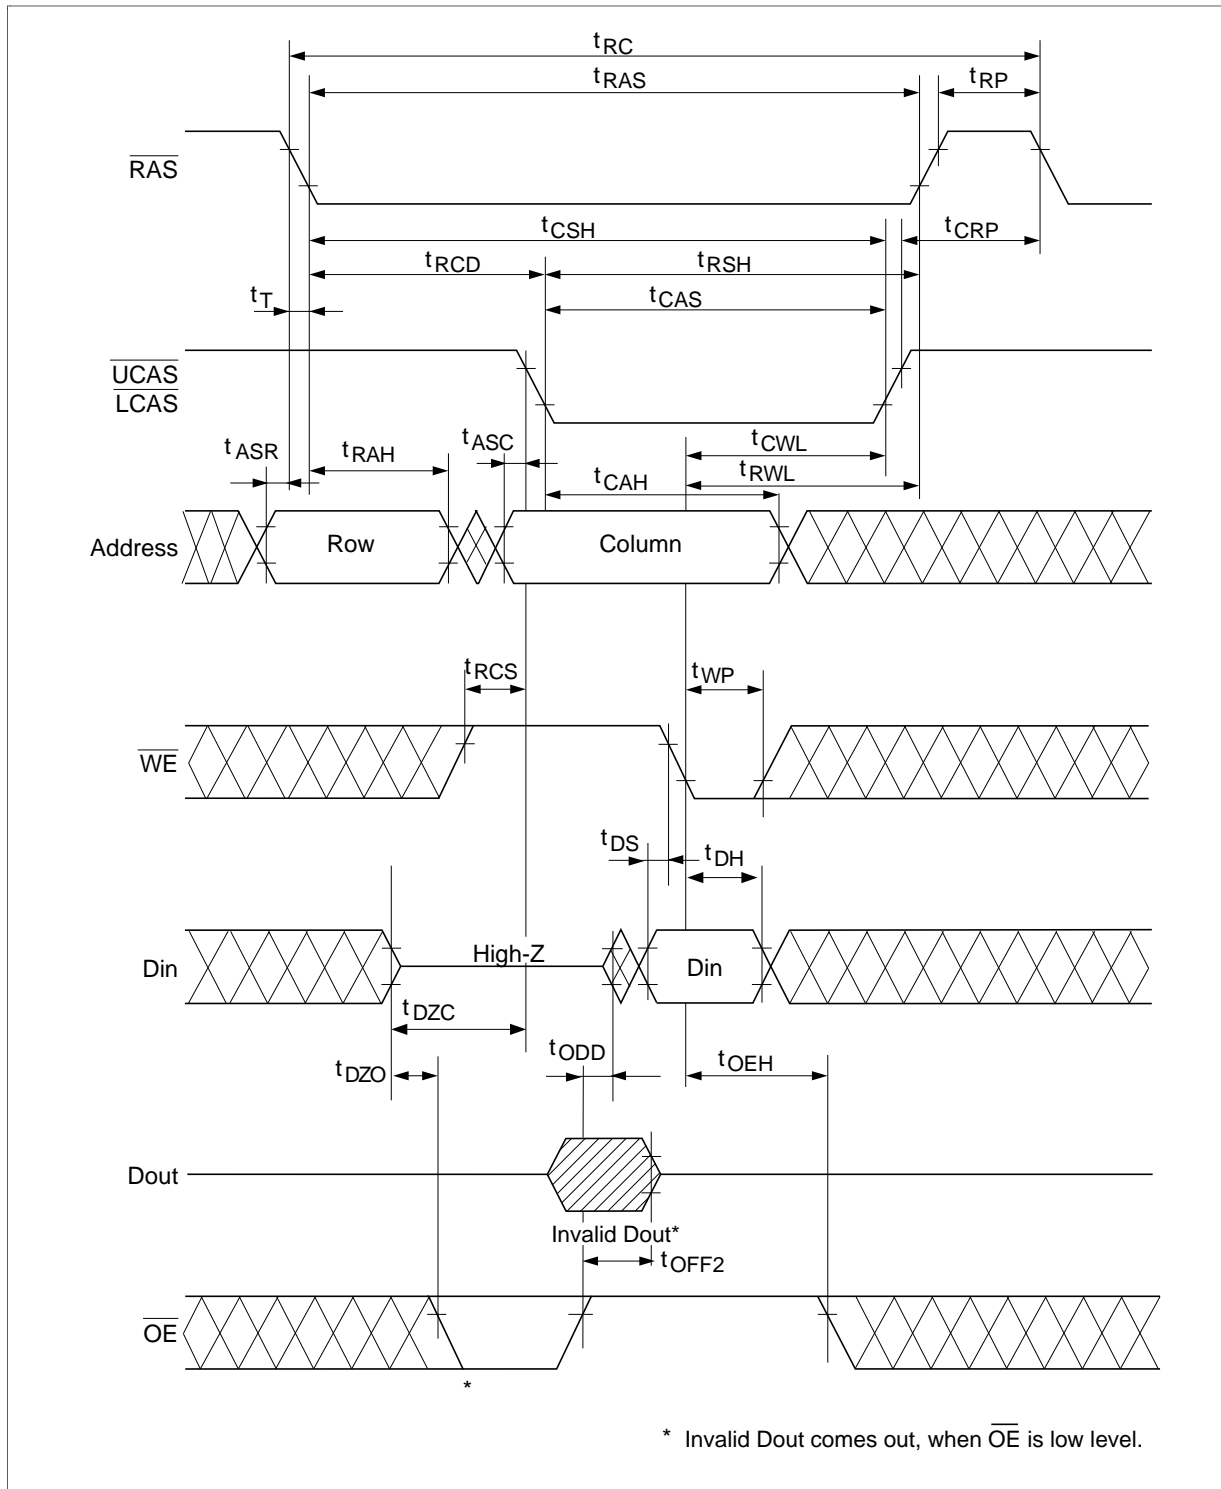 tRC
tRAS
tRP
RAS
tCSH
tCRP
tRCD
tRSH
tT
tCAS
UCAS
LCAS
tASR
tRAH
tASC
tCWL
tRWL
tCAH
Address
Row
Column
tRCS
tWP
WE
tDS
tDH
Din
High-Z
Din
tDZC
tODD
tOEH
tDZO
Dout
Invalid Dout*
tOFF2
OE
*
* Invalid Dout comes out, when OE is low level.